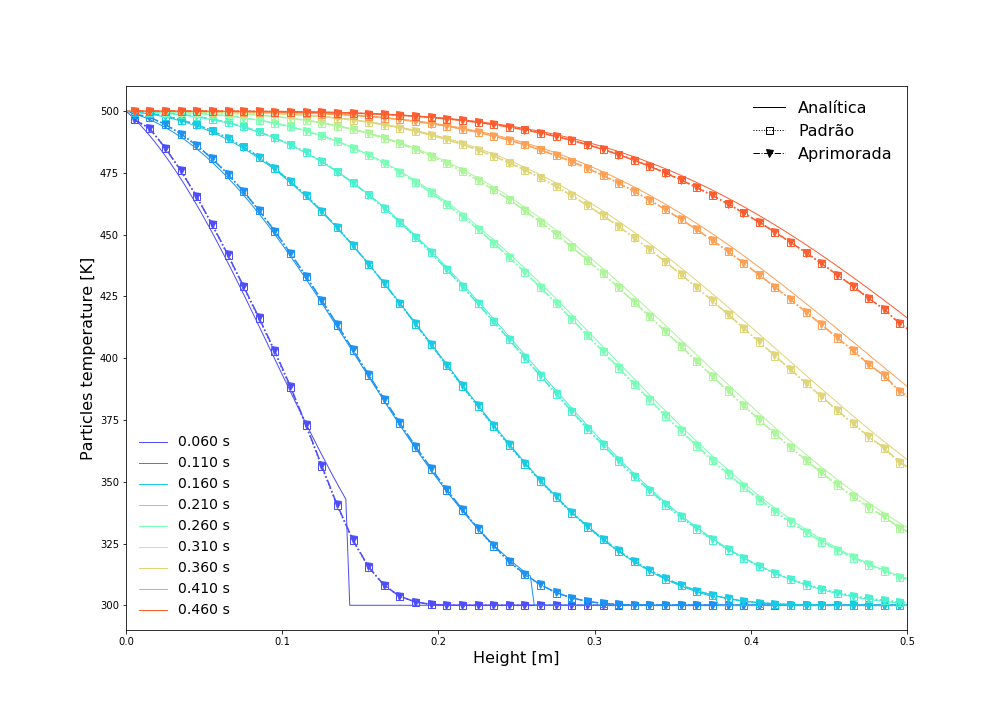 Analítica
Padrão
Aprimorada
500
475
450
425
400
375
350
325
300
Particles temperature [K]
0.060 s
0.110 s
0.160 s
0.210 s
0.260 s
0.310 s
0.360 s
0.410 s
0.460 s
0.0 0.1 0.2 0.3 0.4 0.5
Height [m]